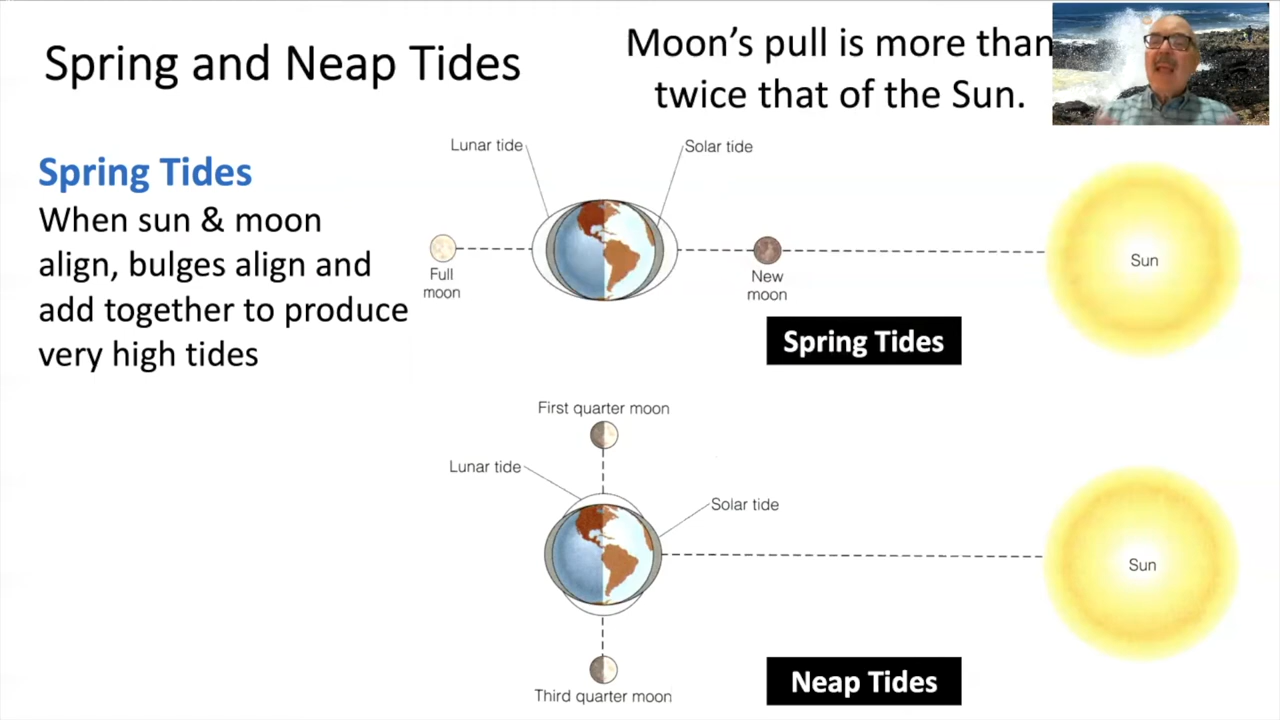 Spring and Neap Tides
Moon's pull is more than
twice that of the Sun.
Spring Tides
When sun & moon
align, bulges align and
add together to produce
very high tides
Lunar tide
Solar tide
Full
moon
New
moon
Sun
Spring Tides
First quarter moon
Lunar tide
Solar tide
Sun
Third quarter moon
Neap Tides